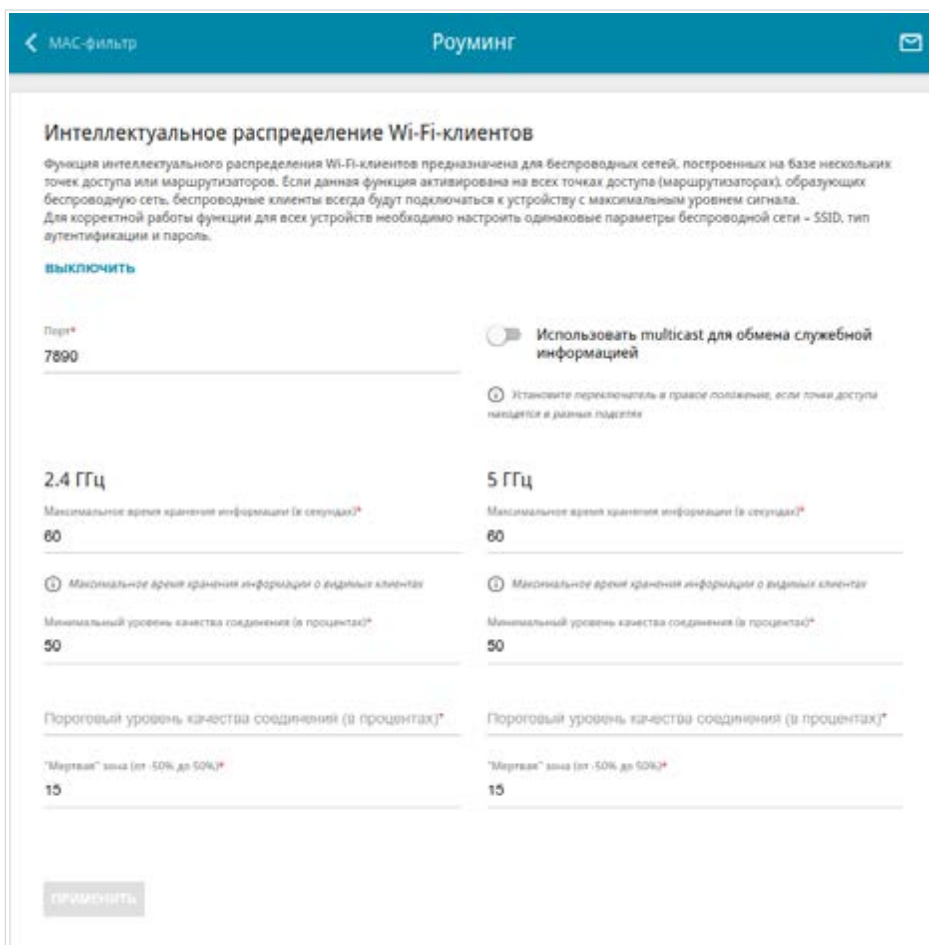 МАС-фильтр
Роуминг
Интеллектуальное распределение Wi-Fi-клиентов
Функция интеллектуального распределения Wi-Fi-клиентов предназначена для беспроводных сетей, построенных на базе нескольких
точек доступа или маршрутизаторов. Если данная функция активирована на всех точках доступа (маршрутизаторах), образующих
беспроводную сеть, беспроводные клиенты всегда будут подключаться к устройству с максимальным уровнем сигнала.
Для корректной работы функции для всех устройств необходимо настроить одинаковые параметры беспроводной сети – SSID, тип
аутентификации и пароль.
ВЫКЛЮЧИТЬ
Порт*
7890
Использовать multicast для обмена служебной
информацией
Установите переключатель в правое положение, если точки доступа
находятся в разных подсетях
2.4 ГГц
Максимальное время хранения информации (в секундах)*
60
Максимальное время хранения информации о видимых клиентах
Минимальный уровень качества соединения (в процентах)*
50
Пороговый уровень качества соединения (в процентах)*
"Мертвая" зона (от -50% до 50%)*
15
5 ГГц
Максимальное время хранения информации (в секундах)*
60
Максимальное время хранения информации о видимых клиентах
Минимальный уровень качества соединения (в процентах)*
50
Пороговый уровень качества соединения (в процентах)*
"Мертвая" зона (от -50% до 50%)*
15
ПРИМЕНИТЬ